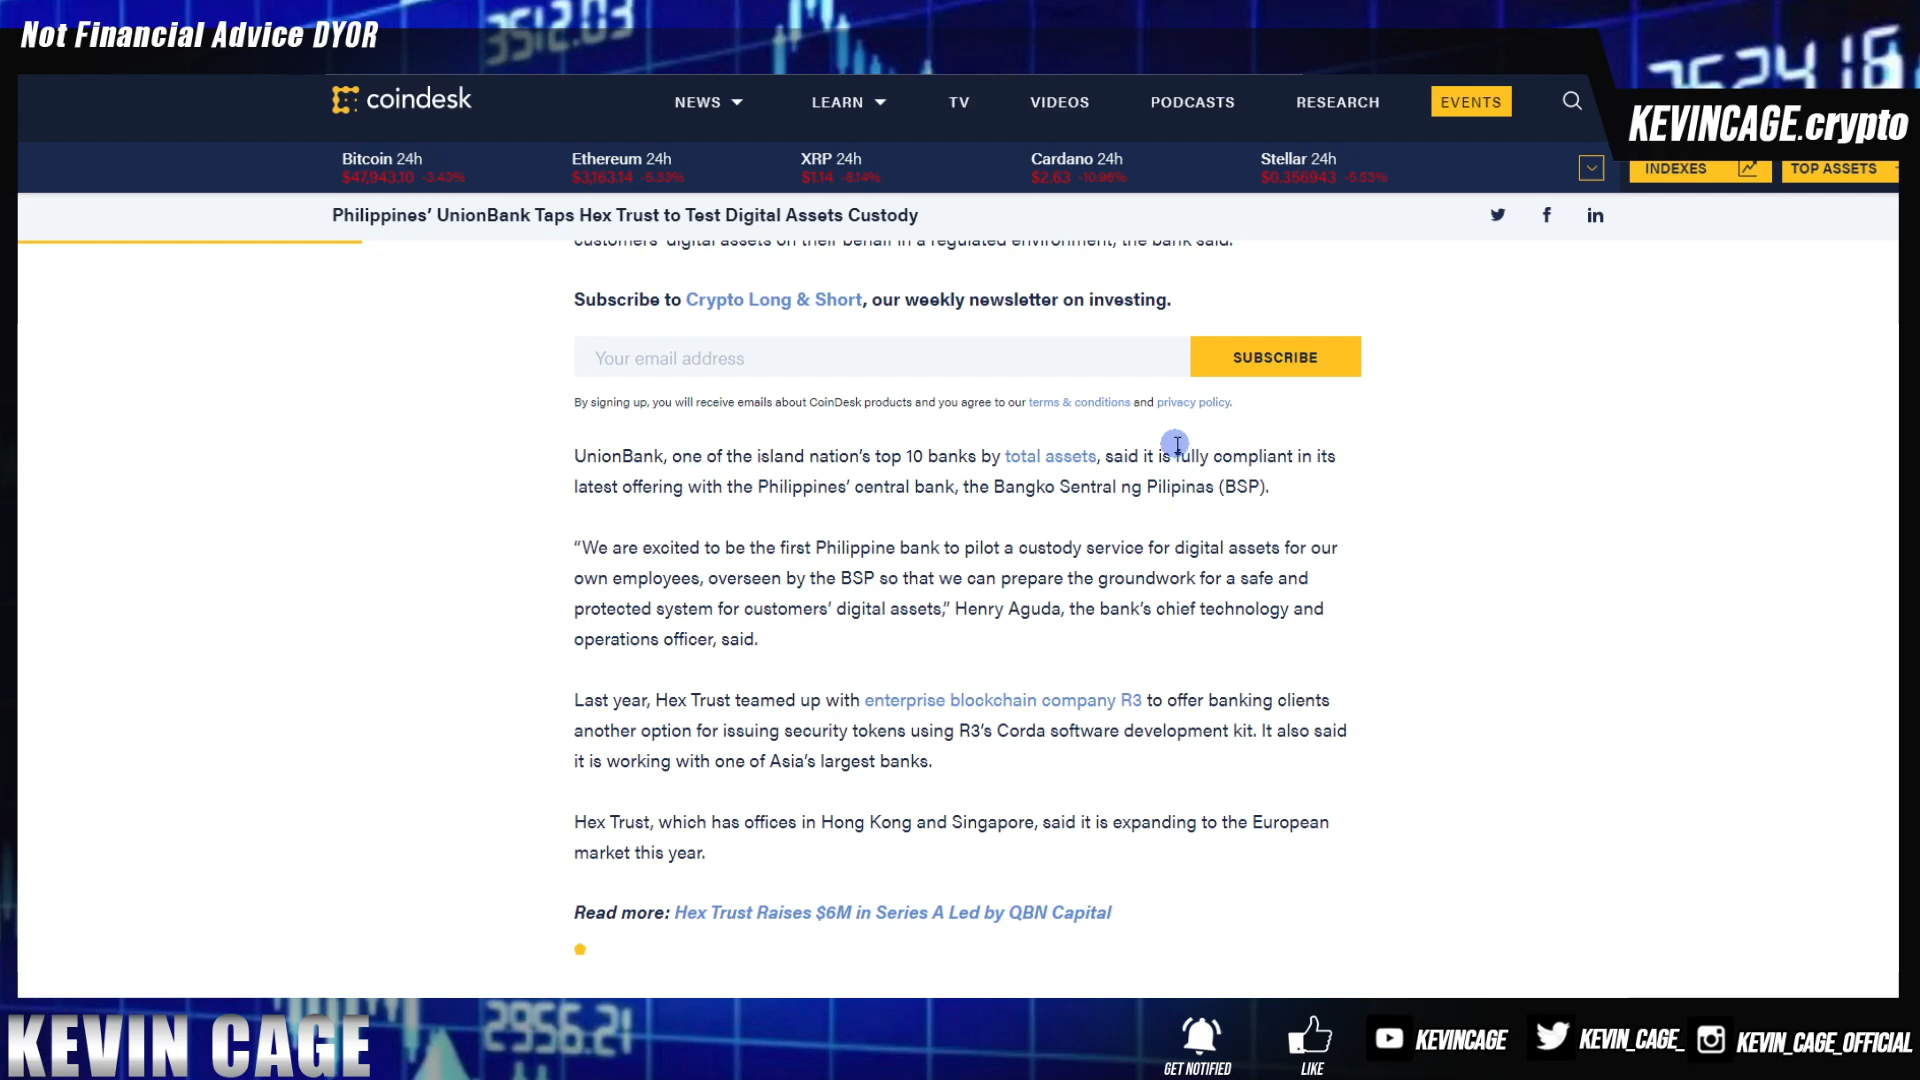 Not Financial Advice DYOR
3512.03
3524.16
KEVINCAGE.crypto
coindesk
NEWS
LEARN
TV
VIDEOS
PODCASTS
RESEARCH
EVENTS
Bitcoin 24h
$47,943.10 -3.43%
Ethereum 24h
$3,163.14 -5.33%
XRP 24h
$1.14 -8.14%
Cardano 24h
$2.63 -10.96%
Stellar 24h
$0.356943 -5.53%
INDEXES
TOP ASSETS
Philippines’ UnionBank Taps Hex Trust to Test Digital Assets Custody
customers’ digital assets on their behalf in a regulated environment, the bank said.
Subscribe to Crypto Long & Short, our weekly newsletter on investing.
Your email address
SUBSCRIBE
By signing up, you will receive emails about CoinDesk products and you agree to our terms & conditions and privacy policy.
UnionBank, one of the island nation’s top 10 banks by total assets, said it is fully compliant in its
latest offering with the Philippines’ central bank, the Bangko Sentral ng Pilipinas (BSP).
“We are excited to be the first Philippine bank to pilot a custody service for digital assets for our
own employees, overseen by the BSP so that we can prepare the groundwork for a safe and
protected system for customers’ digital assets,” Henry Aguda, the bank’s chief technology and
operations officer, said.
Last year, Hex Trust teamed up with enterprise blockchain company R3 to offer banking clients
another option for issuing security tokens using R3’s Corda software development kit. It also said
it is working with one of Asia’s largest banks.
Hex Trust, which has offices in Hong Kong and Singapore, said it is expanding to the European
market this year.
Read more: Hex Trust Raises $6M in Series A Led by QBN Capital
KEVIN CAGE
2956.21
GET NOTIFIED
LIKE
KEVINCAGE
KEVIN_CAGE_
KEVIN_CAGE_OFFICIAL